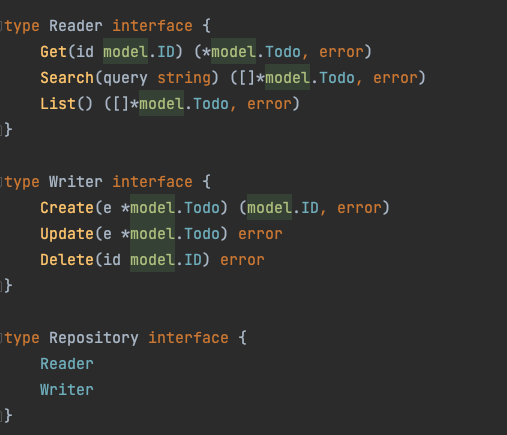 type Reader interface {
    Get(id model.ID) (*model.Todo, error)
    Search(query string) ([]*model.Todo, error)
    List() ([]*model.Todo, error)
}

type Writer interface {
    Create(e *model.Todo) (model.ID, error)
    Update(e *model.Todo) error
    Delete(id model.ID) error
}

type Repository interface {
    Reader
    Writer
}